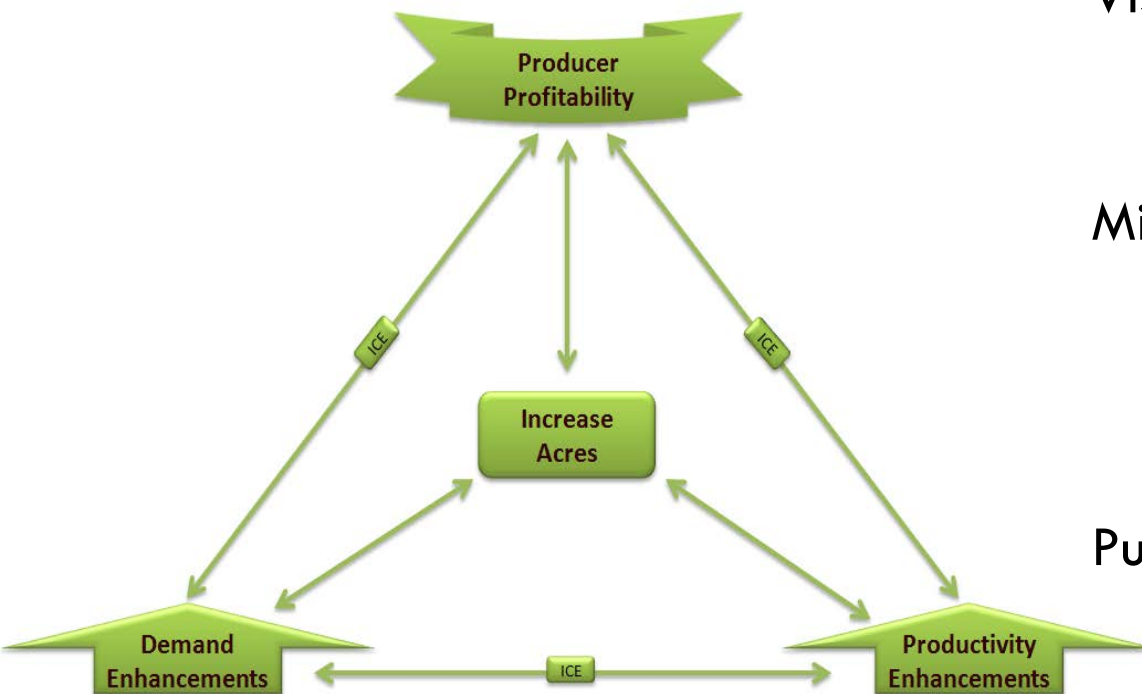 Producer
Profitability
Mi
ICE
ICE
Increase
Acres
Pu
Demand
Enhancements
ICE
Productivity
Enhancements